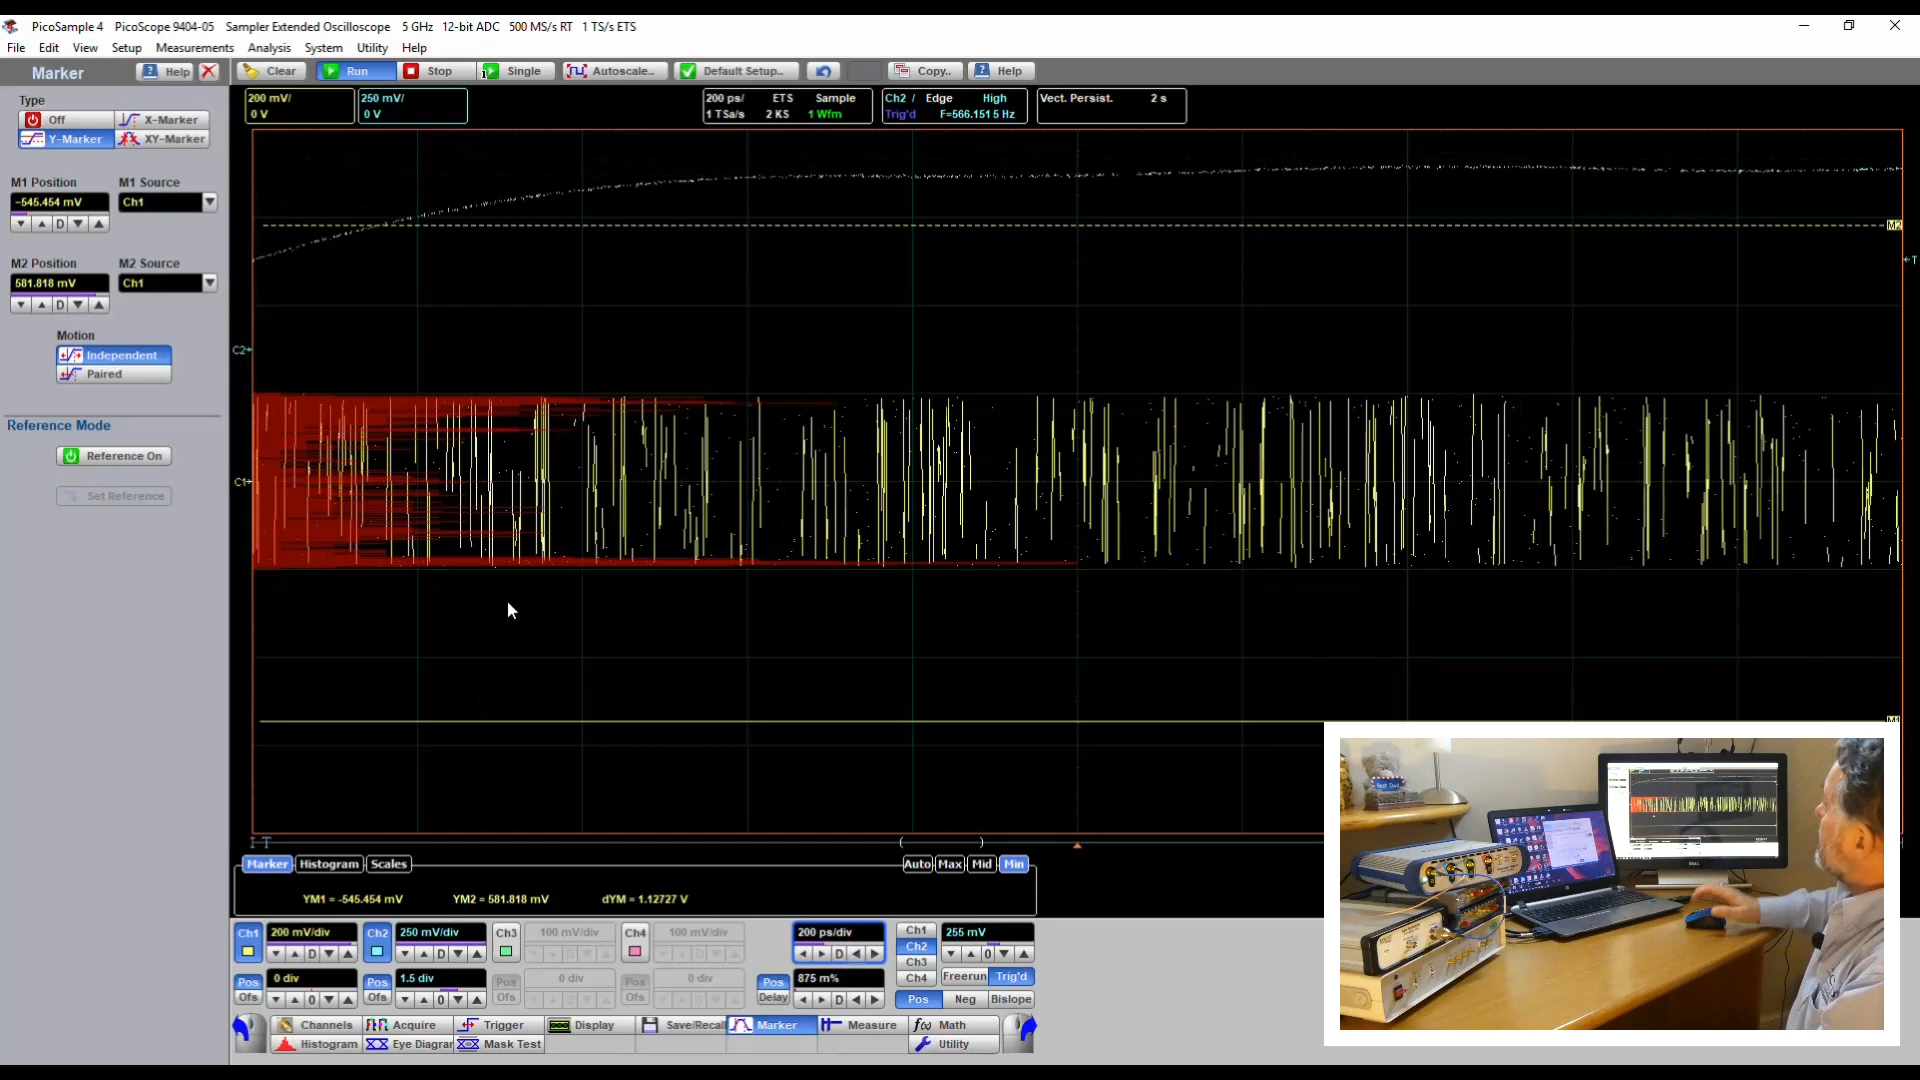 PicoSample 4 PicoScope 9404-05 Sampler Extended Oscilloscope 5 GHz 12-bit ADC 500 MS/s RT 1 TS/s ETS
File Edit View Setup Measurements Analysis System Utility Help
Marker Help Clear Run Stop Single Autoscale.. Default Setup.. Copy.. Help
200 mV/ 250 mV/ 200 ps/ ETS Sample Ch2 / Edge High Vect. Persist. 2 s
0 V 0 V 1 TSa/s 2 KS 1 Wfm Trig'd F=566.151 5 Hz
Type
Off X-Marker
Y-Marker XY-Marker
M1 Position M1 Source
-545.454 mV Ch1
D
M2
M2 Position M2 Source
T
581.818 mV Ch1
D
Motion
C2
Independent
Paired
Reference Mode
Reference On
C1
Set Reference
M1
T
Marker Histogram Scales Auto Max Mid Min
YM1 = -545.454 mV YM2 = 581.818 mV dYM = 1.12727 V
Ch1 200 mV/div Ch2 250 mV/div Ch3 100 mV/div Ch4 100 mV/div 200 ps/div Ch1 255 mV
Ch2
Ch3
Ch4
Pos 0 div Pos 1.5 div Pos 0 div Pos 0 div Pos 875 m% Freerun Trig'd
Ofs Ofs Ofs Ofs Delay Pos Neg Bislope
Channels Acquire Trigger Display Save/Recall Marker Measure f(x) Math
Histogram Eye Diagrar Mask Test Utility